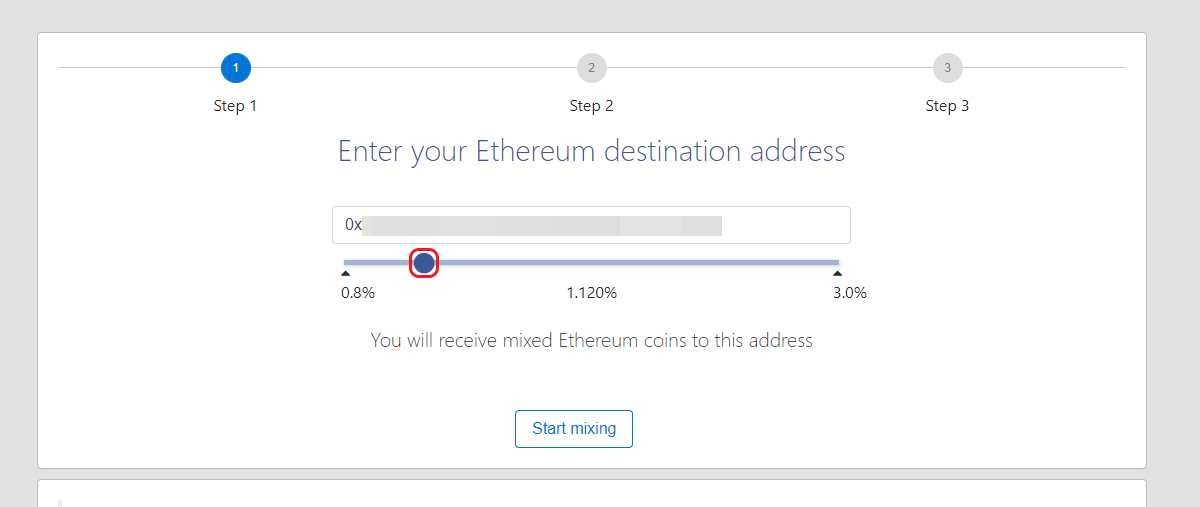 1 2 3
Step 1 Step 2 Step 3
Enter your Ethereum destination address
0x
0.8% 1.120% 3.0%
You will receive mixed Ethereum coins to this address
Start mixing